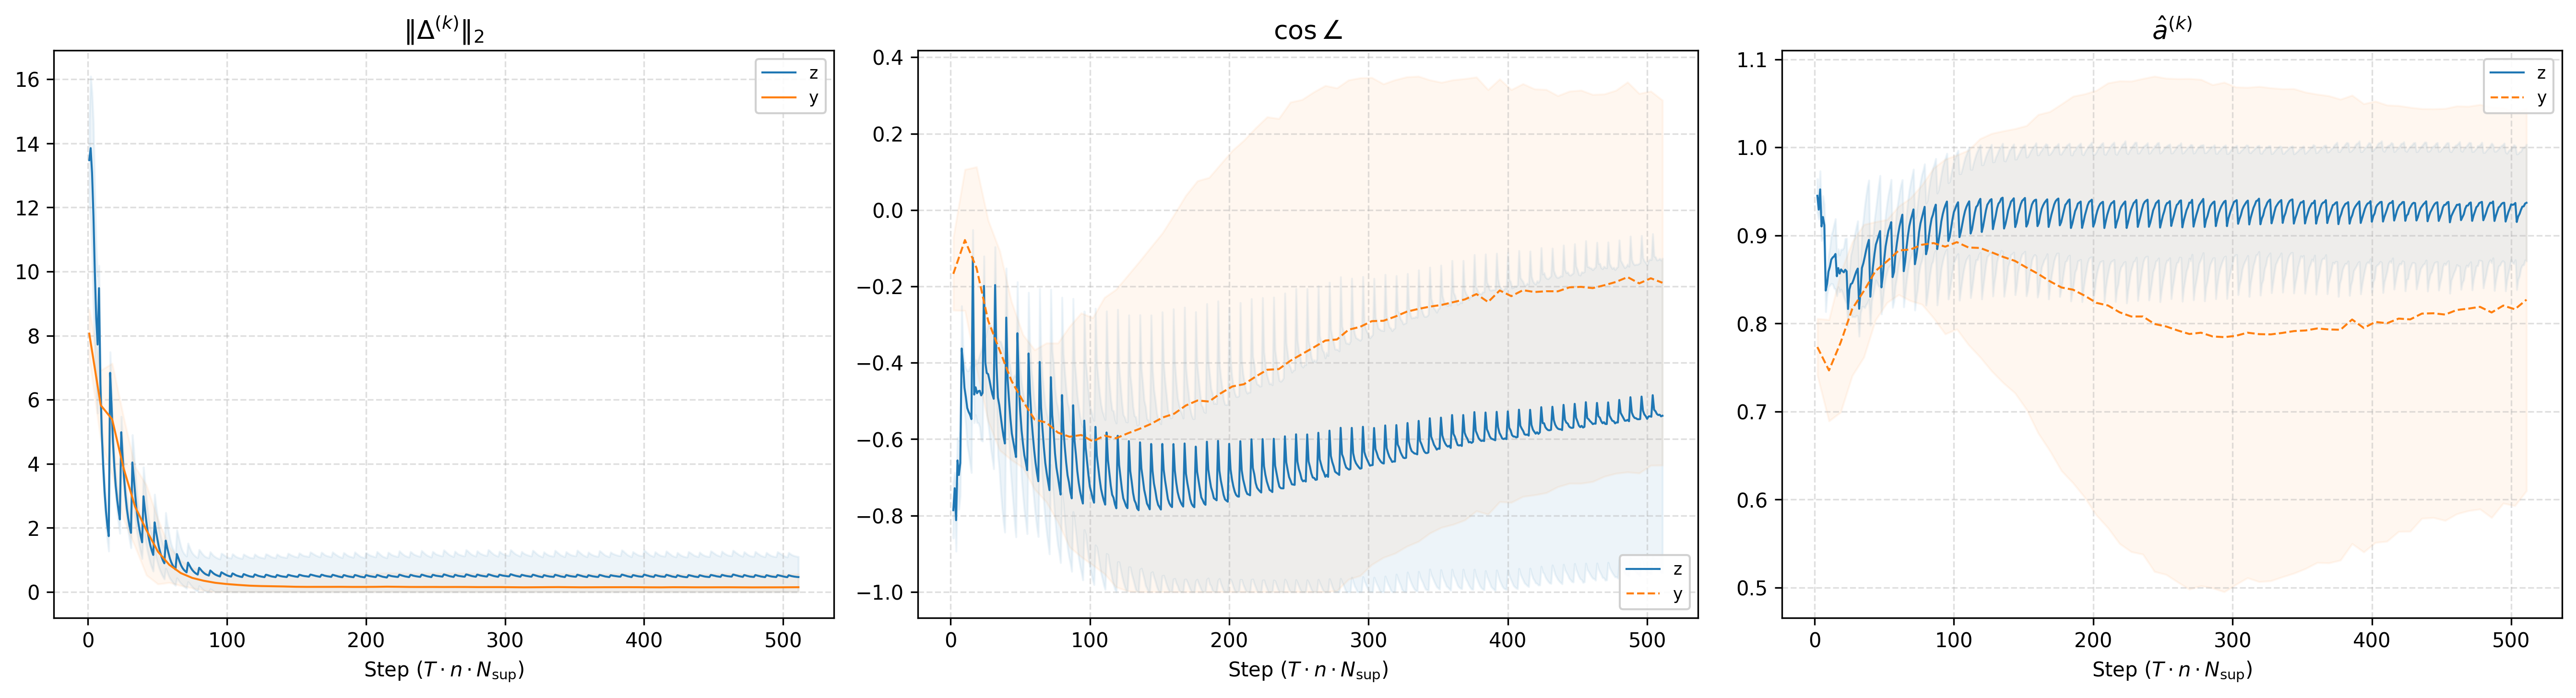 ‖Δ⁽ᵏ⁾‖₂
16
14
12
10
8
6
4
2
0
z
y
0 100 200 300 400 500
Step (T · n · N_sup)
cos ∠
0.4
0.2
0.0
−0.2
−0.4
−0.6
−0.8
−1.0
z
y
0 100 200 300 400 500
Step (T · n · N_sup)
â⁽ᵏ⁾
1.1
1.0
0.9
0.8
0.7
0.6
0.5
z
y
0 100 200 300 400 500
Step (T · n · N_sup)